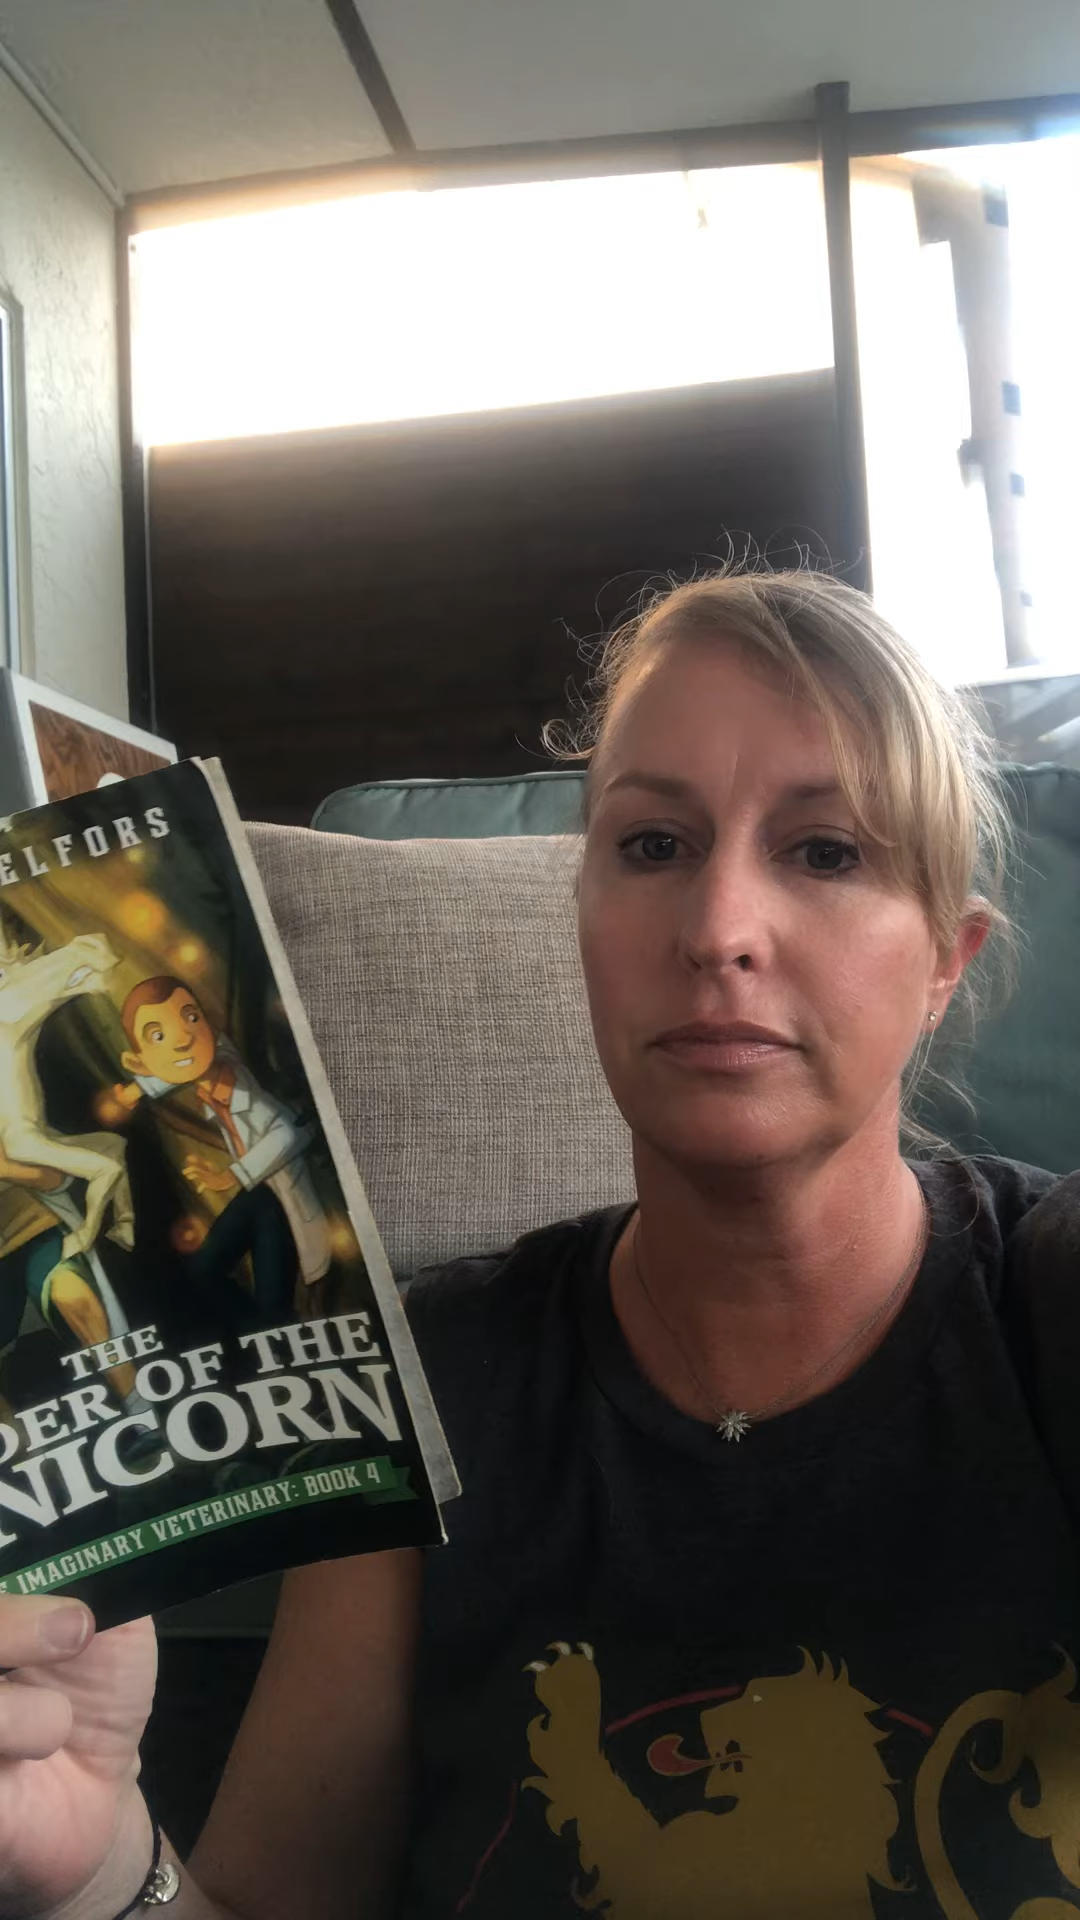 ELFORS
THE
DER OF THE
NICORN
IMAGINARY VETERINARY: BOOK 4